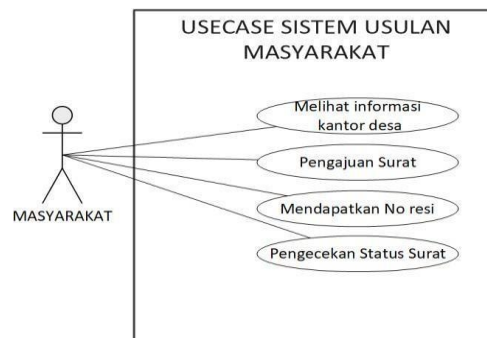 USECASE SISTEM USULAN
MASYARAKAT
Melihat informasi
kantor desa
Pengajuan Surat
Mendapatkan No resi
Pengecekan Status Surat
MASYARAKAT